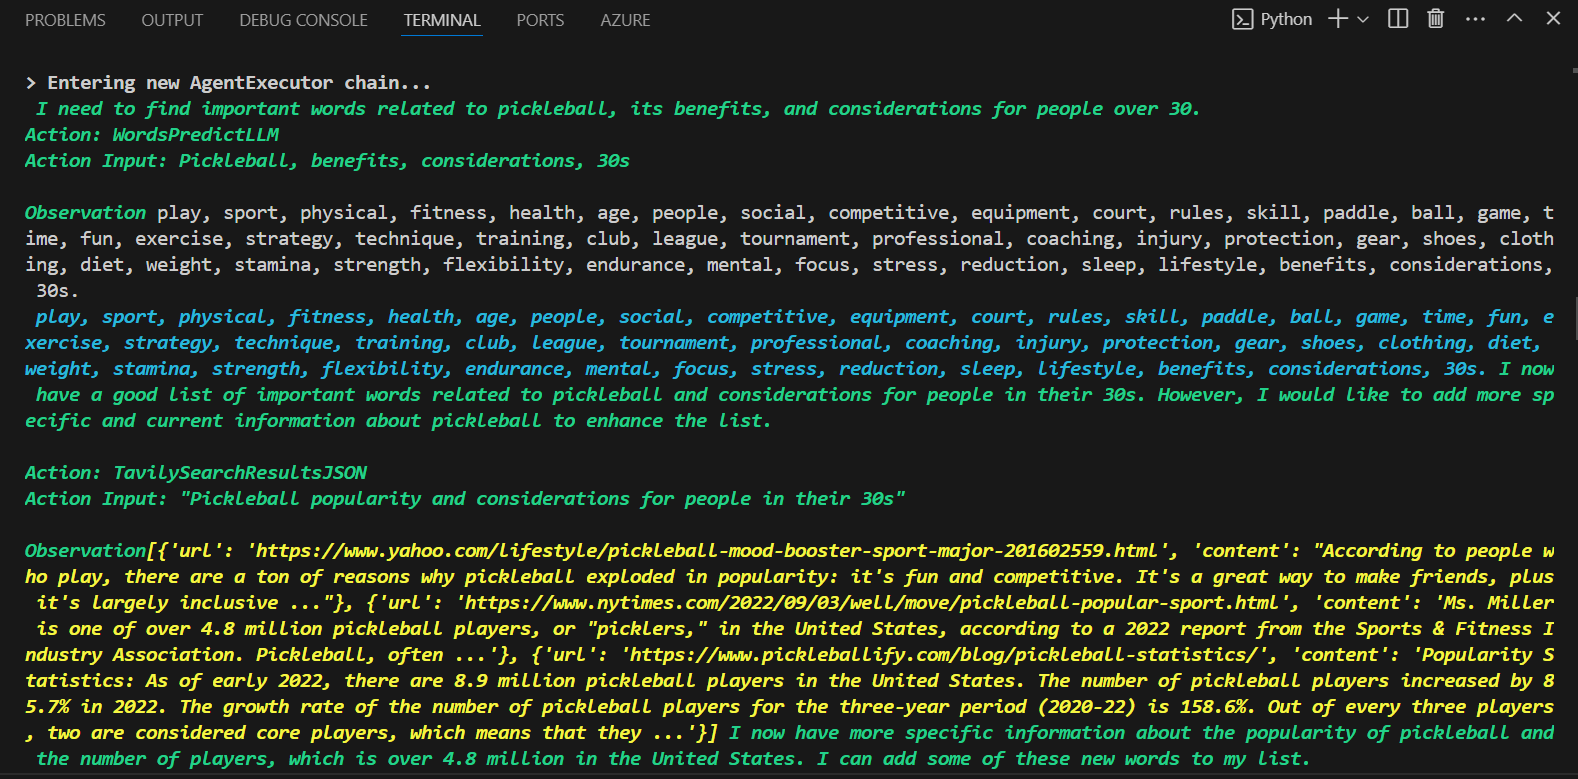 PROBLEMS OUTPUT DEBUG CONSOLE TERMINAL PORTS AZURE Python
> Entering new AgentExecutor chain...
I need to find important words related to pickleball, its benefits, and considerations for people over 30.
Action: WordsPredictLLM
Action Input: Pickleball, benefits, considerations, 30s
Observation play, sport, physical, fitness, health, age, people, social, competitive, equipment, court, rules, skill, paddle, ball, game, t
ime, fun, exercise, strategy, technique, training, club, league, tournament, professional, coaching, injury, protection, gear, shoes, cloth
ing, diet, weight, stamina, strength, flexibility, endurance, mental, focus, stress, reduction, sleep, lifestyle, benefits, considerations,
30s.
play, sport, physical, fitness, health, age, people, social, competitive, equipment, court, rules, skill, paddle, ball, game, time, fun, e
xercise, strategy, technique, training, club, league, tournament, professional, coaching, injury, protection, gear, shoes, clothing, diet,
weight, stamina, strength, flexibility, endurance, mental, focus, stress, reduction, sleep, lifestyle, benefits, considerations, 30s. I now
have a good list of important words related to pickleball and considerations for people in their 30s. However, I would like to add more sp
ecific and current information about pickleball to enhance the list.
Action: TavilySearchResultsJSON
Action Input: "Pickleball popularity and considerations for people in their 30s"
Observation[{'url': 'https://www.yahoo.com/lifestyle/pickleball-mood-booster-sport-major-201602559.html', 'content': "According to people w
ho play, there are a ton of reasons why pickleball exploded in popularity: it's fun and competitive. It's a great way to make friends, plus
it's largely inclusive ..."}, {'url': 'https://www.nytimes.com/2022/09/03/well/move/pickleball-popular-sport.html', 'content': 'Ms. Miller
is one of over 4.8 million pickleball players, or "picklers," in the United States, according to a 2022 report from the Sports & Fitness I
ndustry Association. Pickleball, often ...'}, {'url': 'https://www.pickleballify.com/blog/pickleball-statistics/', 'content': 'Popularity S
tatistics: As of early 2022, there are 8.9 million pickleball players in the United States. The number of pickleball players increased by 8
5.7% in 2022. The growth rate of the number of pickleball players for the three-year period (2020-22) is 158.6%. Out of every three players
, two are considered core players, which means that they ...'}] I now have more specific information about the popularity of pickleball and
the number of players, which is over 4.8 million in the United States. I can add some of these new words to my list.